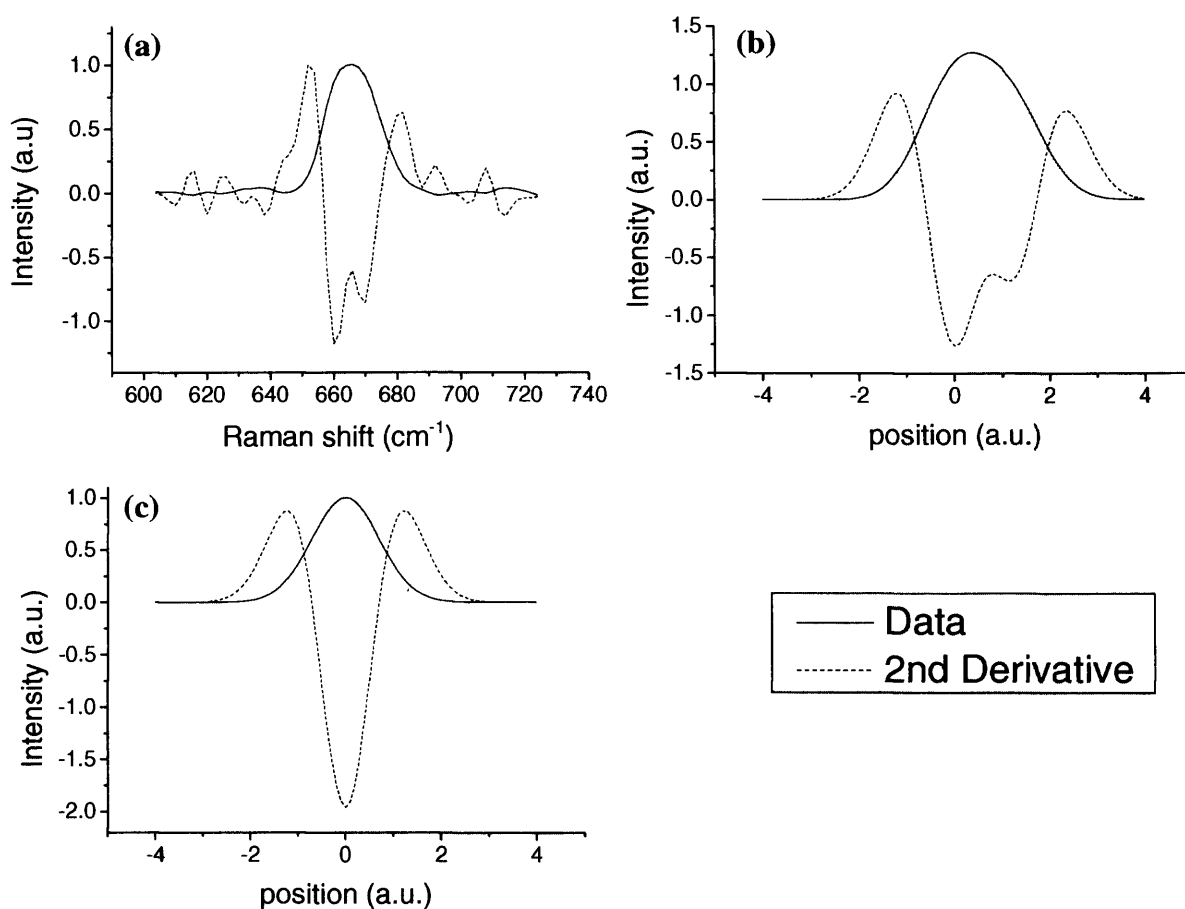 (a)
1.0
0.5
0.0
-0.5
-1.0
Intensity (a.u)
600 620 640 660 680 700 720 740
Raman shift (cm⁻¹)
(b)
1.5
1.0
0.5
0.0
-0.5
-1.0
-1.5
Intensity (a.u.)
-4 -2 0 2 4
position (a.u.)
(c)
1.0
0.5
0.0
-0.5
-1.0
-1.5
-2.0
Intensity (a.u.)
-4 -2 0 2 4
position (a.u.)
Data
2nd Derivative